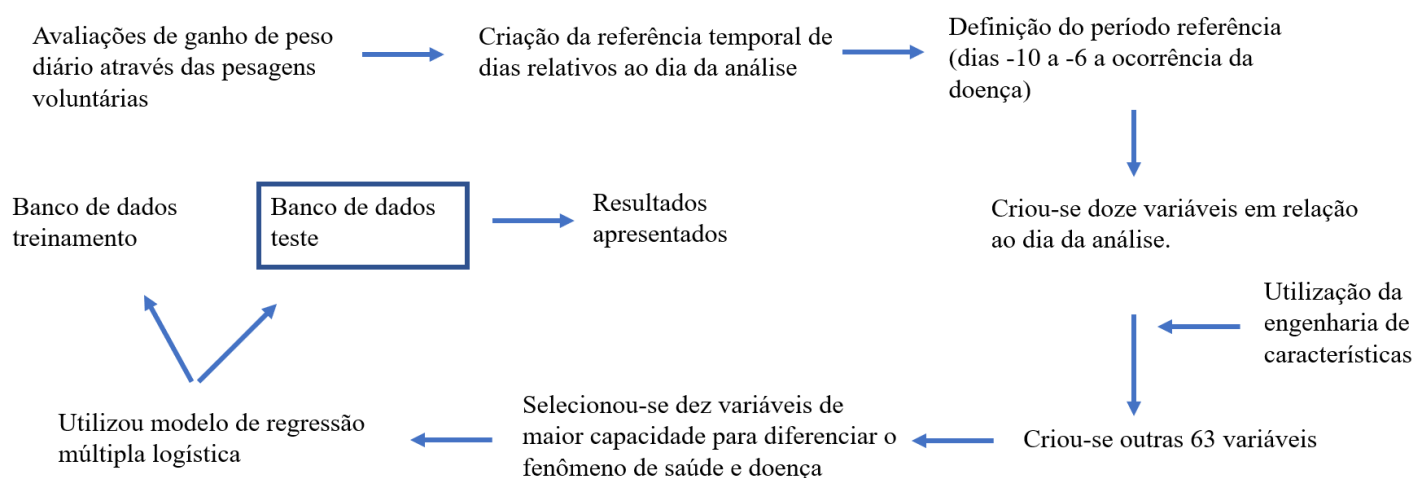 Avaliações de ganho de peso
diário através das pesagens
voluntárias
Criação da referência temporal de
dias relativos ao dia da análise
Definição do período referência
(dias -10 a -6 a ocorrência da
doença)
Criou-se doze variáveis em relação
ao dia da análise.
Utilização da
engenharia de
características
Criou-se outras 63 variáveis
Selecionou-se dez variáveis de
maior capacidade para diferenciar o
fenômeno de saúde e doença
Utilizou modelo de regressão
múltipla logística
Banco de dados
treinamento
Banco de dados
teste
Resultados
apresentados